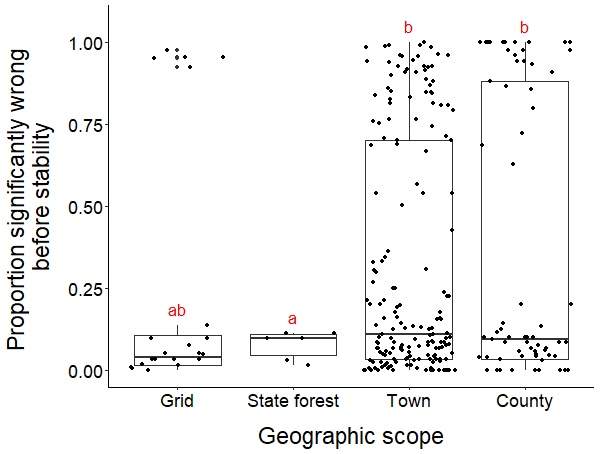 Proportion significantly wrong
before stability
1.00
0.75
0.50
0.25
0.00
ab
a
b
b
Grid
State forest
Town
County
Geographic scope